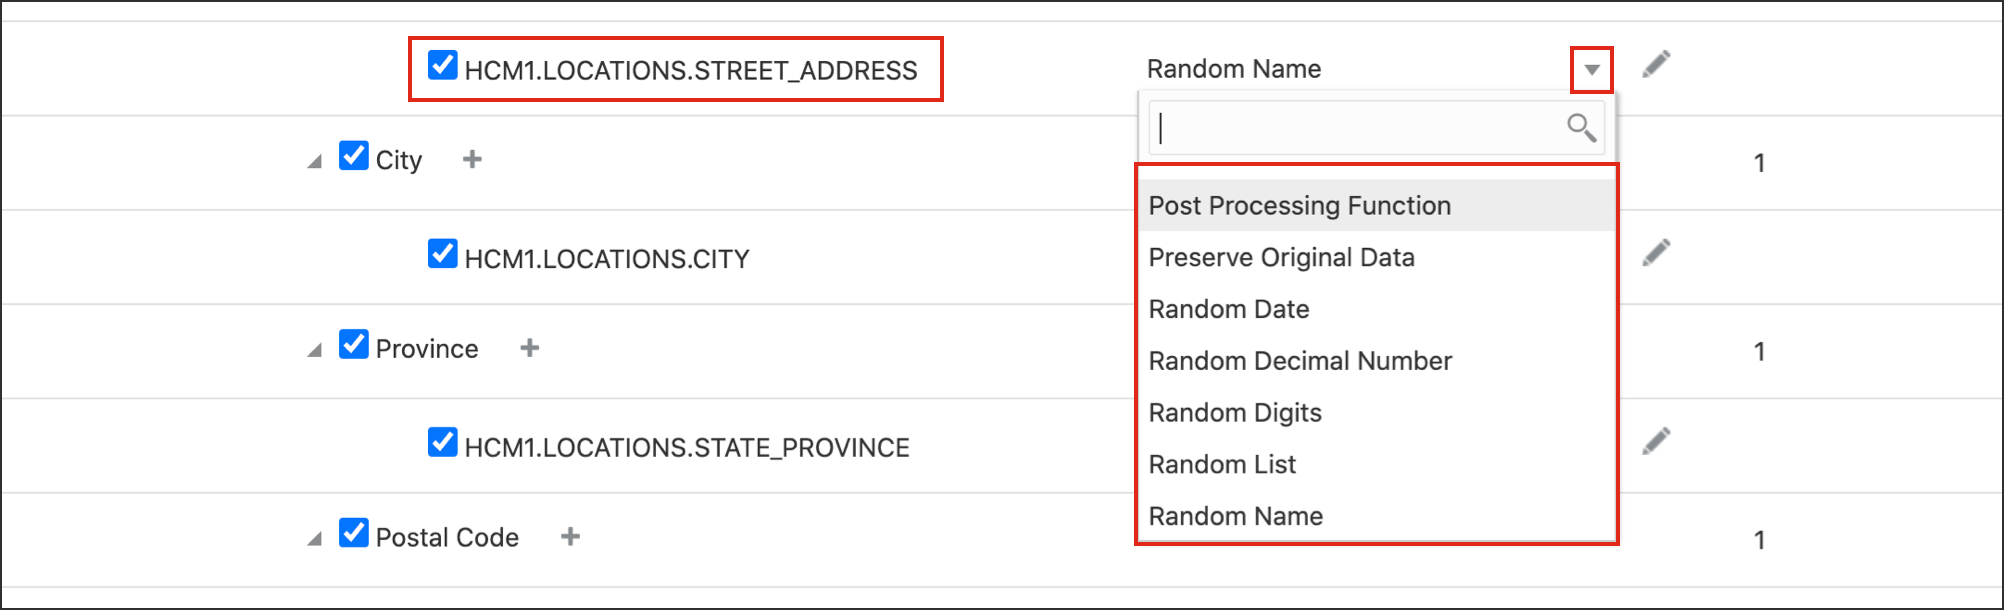 HCM1.LOCATIONS.STREET_ADDRESS Random Name
City + 1
Post Processing Function
HCM1.LOCATIONS.CITY Preserve Original Data
Random Date
Province + 1
Random Decimal Number
Random Digits
HCM1.LOCATIONS.STATE_PROVINCE
Random List
Random Name
Postal Code + 1